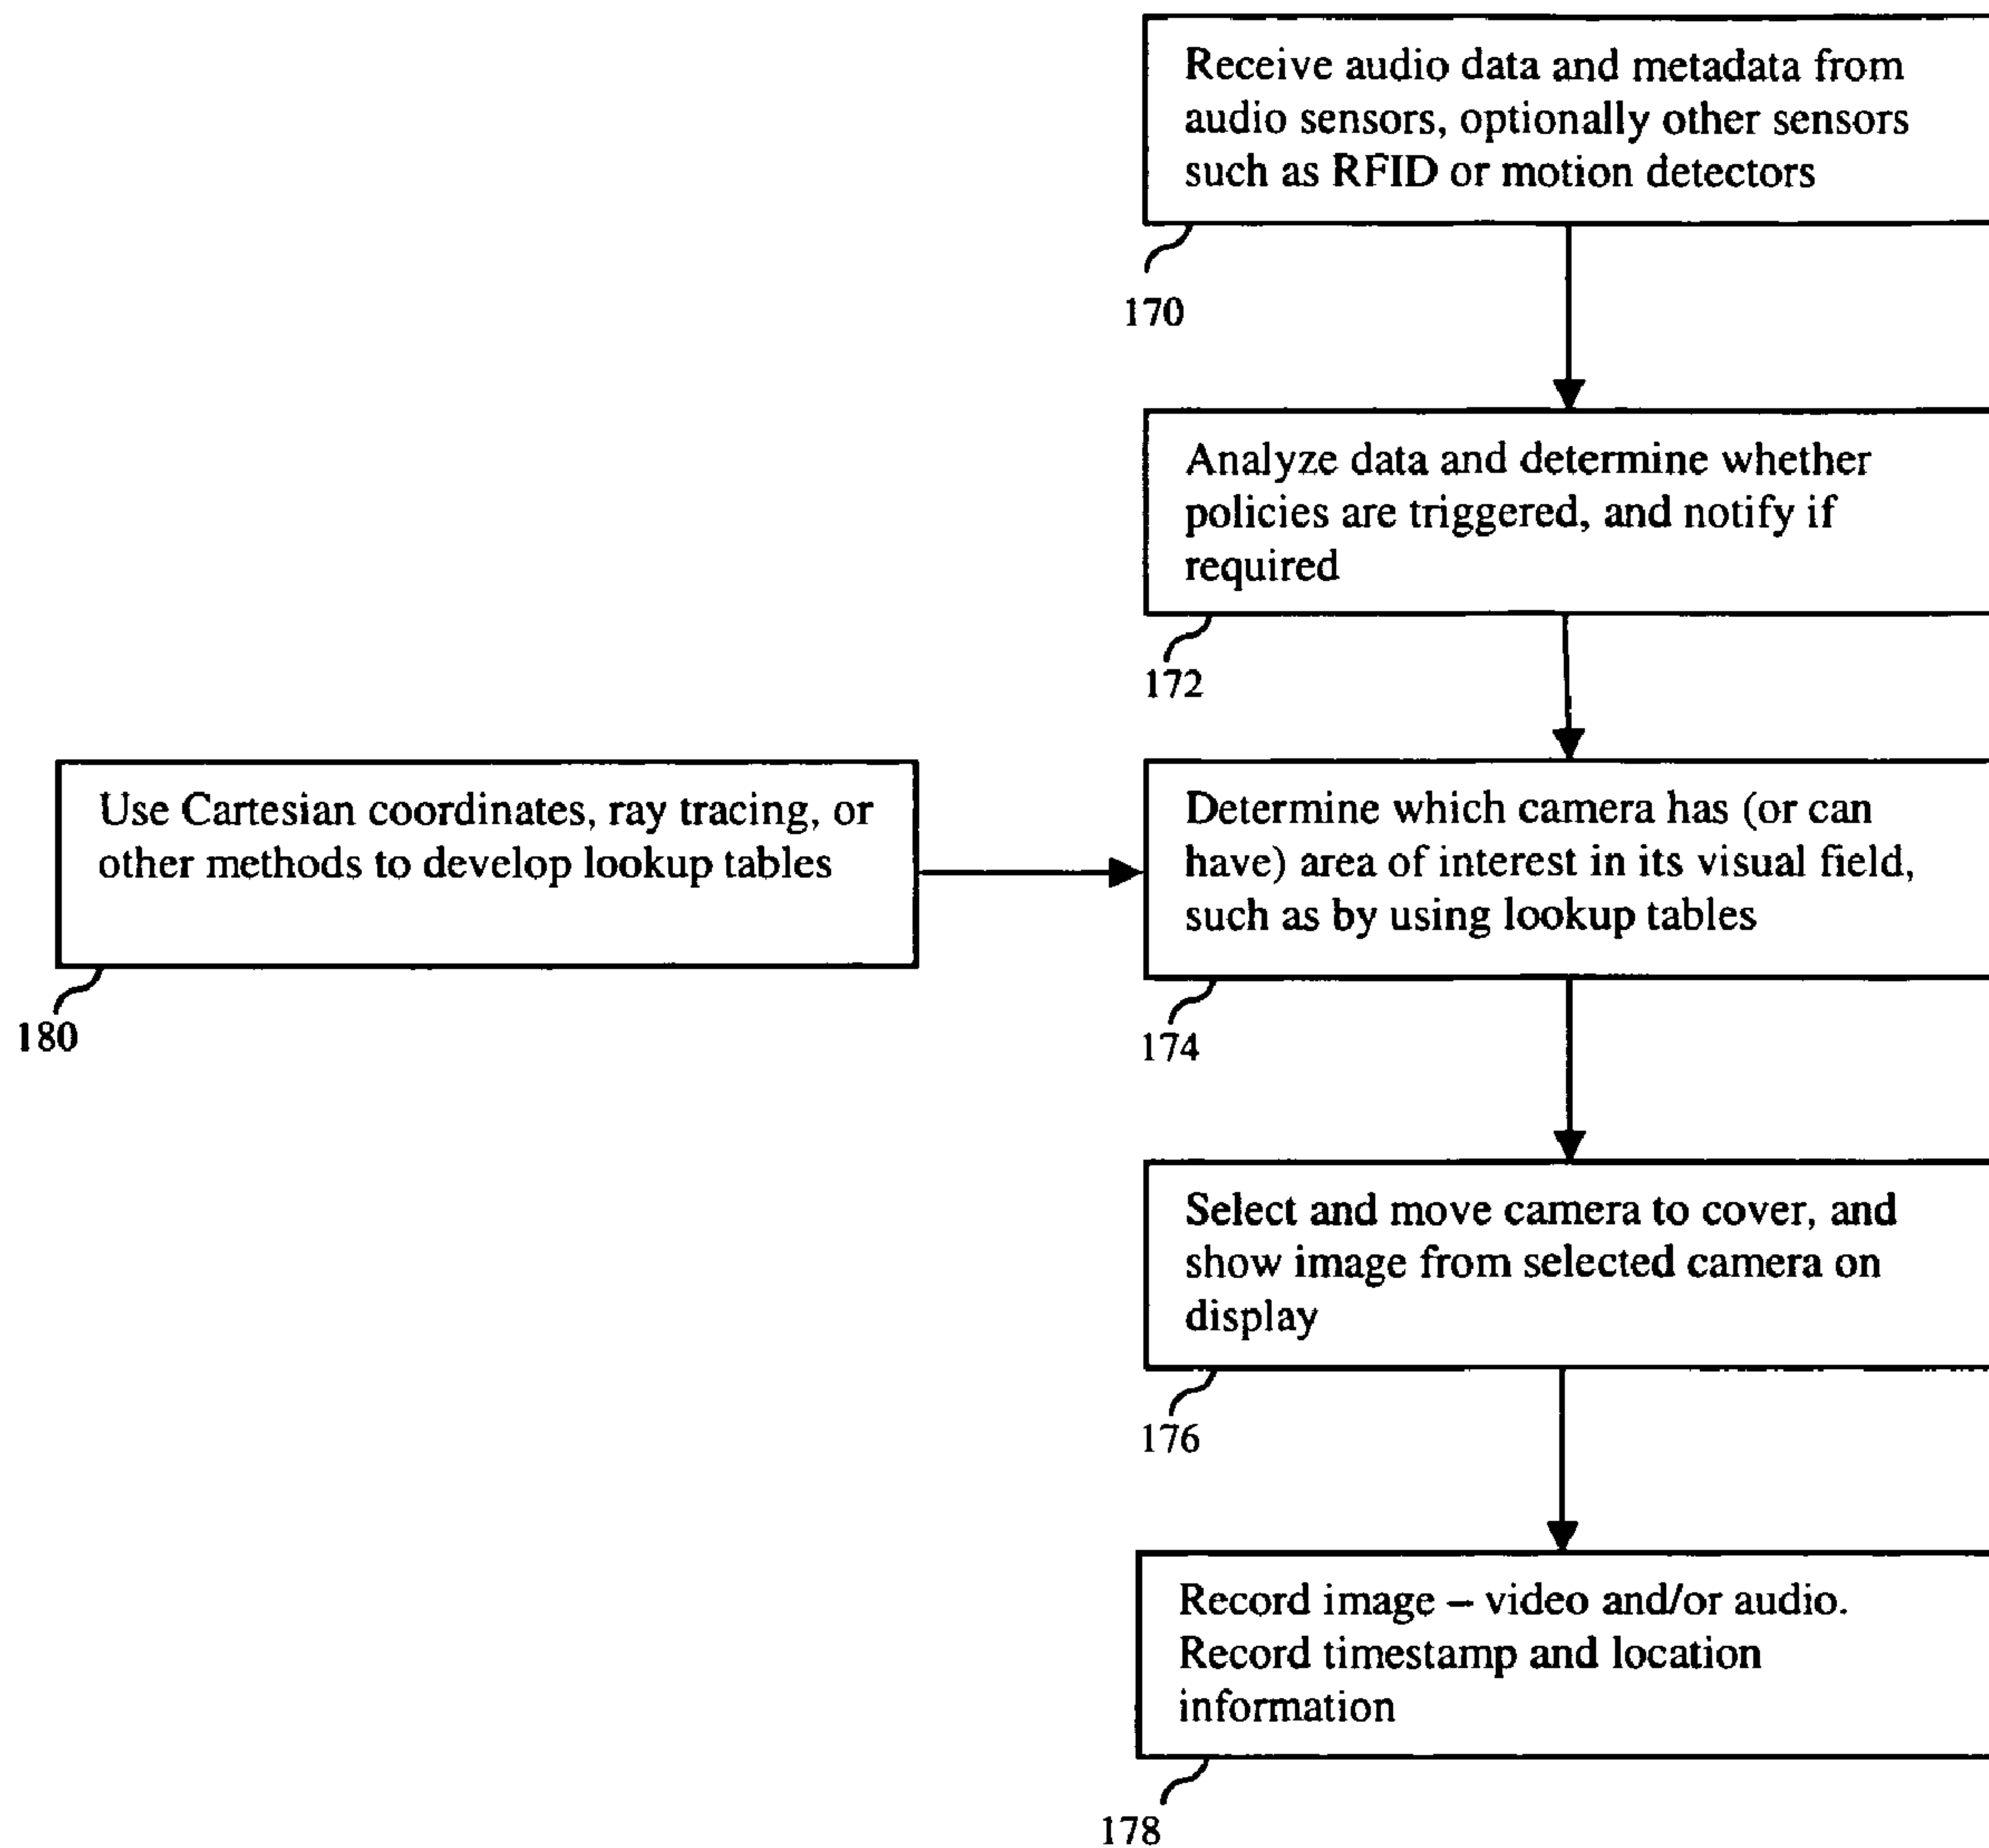 Receive audio data and metadata from
audio sensors, optionally other sensors
such as RFID or motion detectors
170
Analyze data and determine whether
policies are triggered, and notify if
required
172
Use Cartesian coordinates, ray tracing, or
other methods to develop lookup tables
180
Determine which camera has (or can
have) area of interest in its visual field,
such as by using lookup tables
174
Select and move camera to cover, and
show image from selected camera on
display
176
Record image – video and/or audio.
Record timestamp and location
information
178